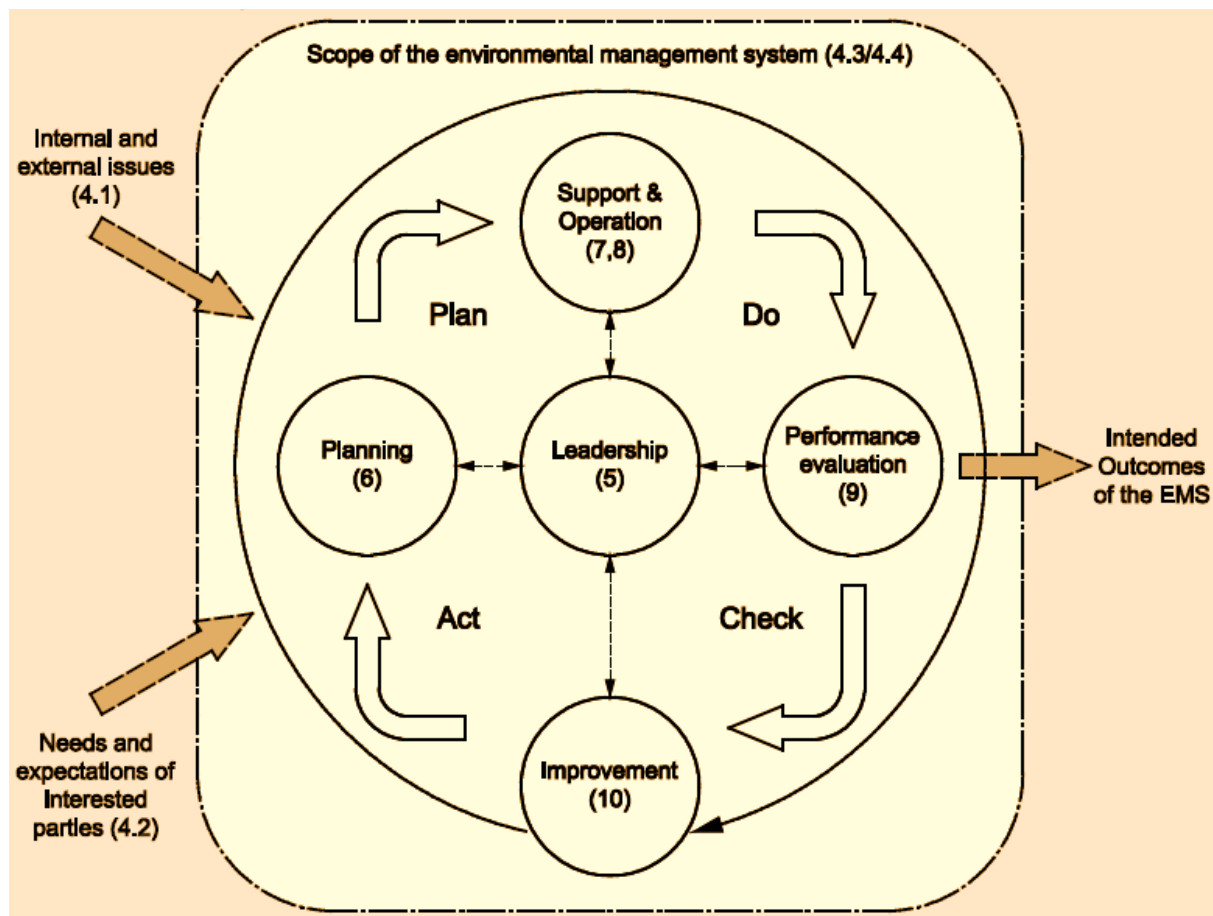 Scope of the environmental management system (4.3/4.4)
Internal and
external issues
(4.1)
Support &
Operation
(7,8)
Plan
Do
Planning
(6)
Leadership
(5)
Performance
evaluation
(9)
Intended
Outcomes
of the EMS
Act
Check
Needs and
expectations of
Interested
parties (4.2)
Improvement
(10)